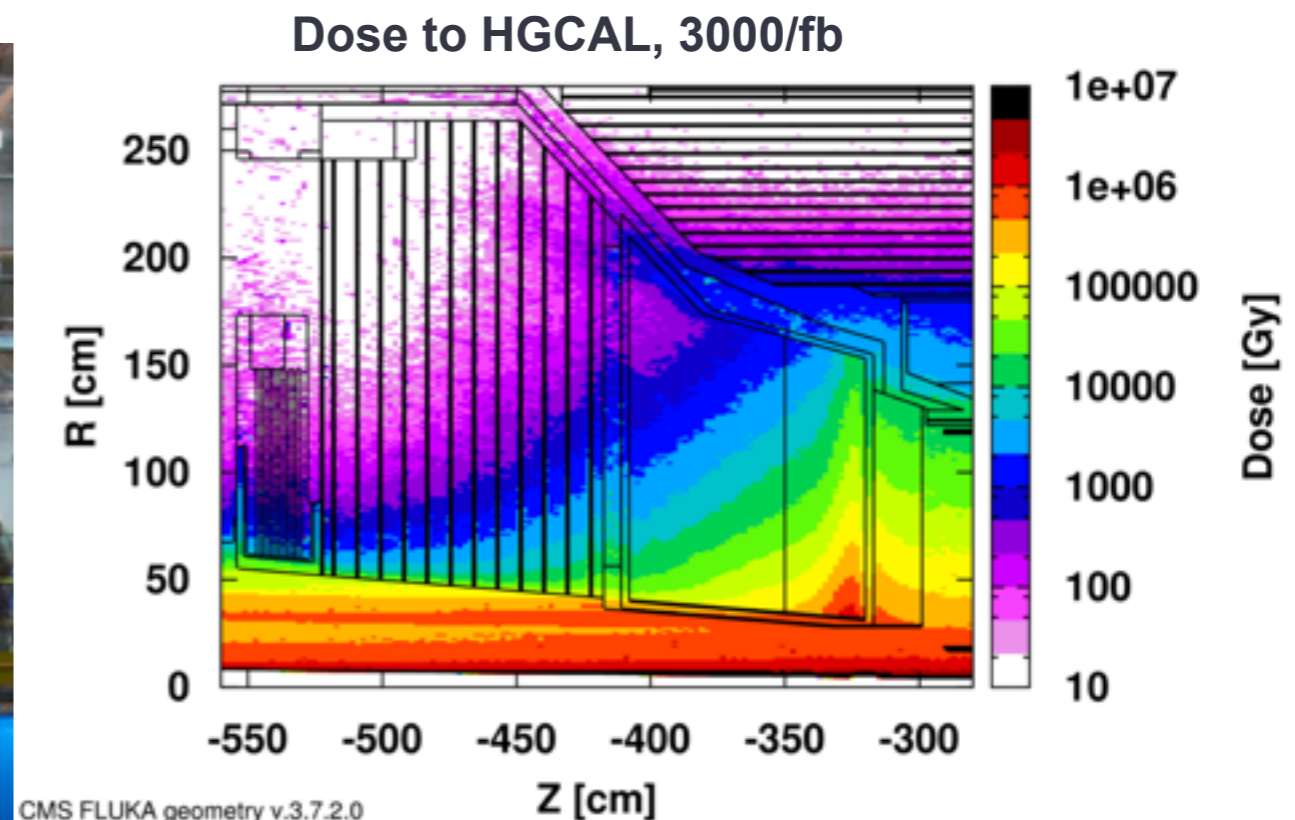 Dose to HGCAL, 3000/fb
1e+07
1e+06
100000
10000
1000
100
10
Dose [Gy]
250
200
150
100
50
0
R [cm]
-550 -500 -450 -400 -350 -300
Z [cm]
CMS FLUKA geometry v.3.7.2.0